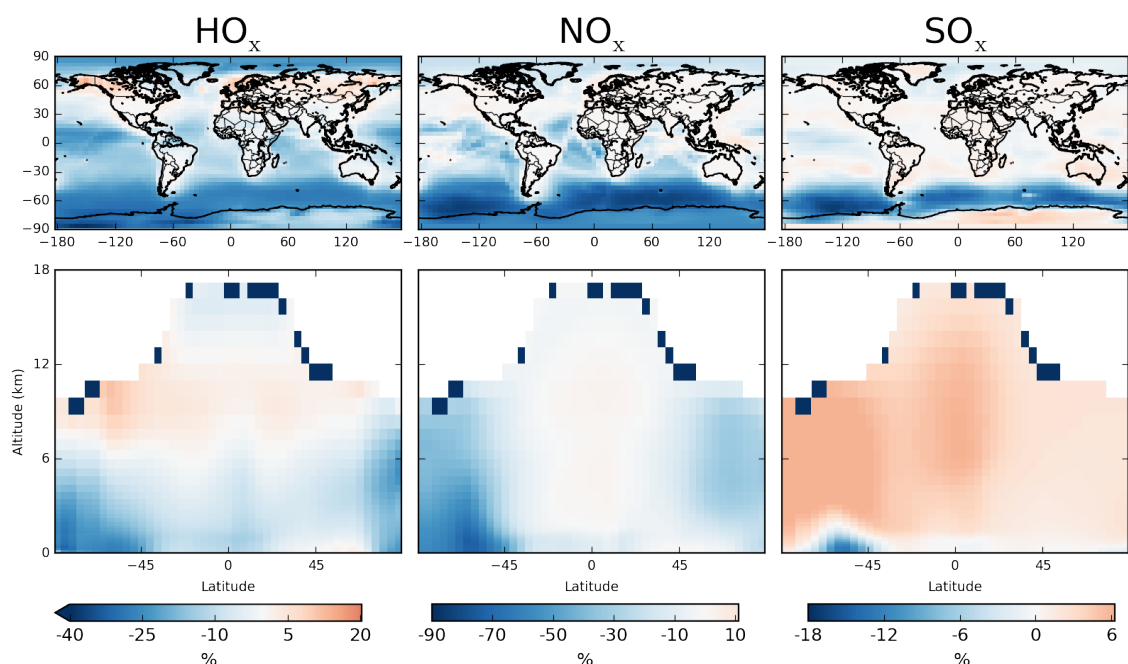 HOx NOx SOx
90
60
30
0
−30
−60
−90
−180 −120 −60 0 60 120 −180 −120 −60 0 60 120 −180 −120 −60 0 60 120
18
12
6
0
Altitude (km)
−45 0 45 −45 0 45 −45 0 45
Latitude Latitude Latitude
-40 -25 -10 5 20 -90 -70 -50 -30 -10 10 -18 -12 -6 0 6
% % %